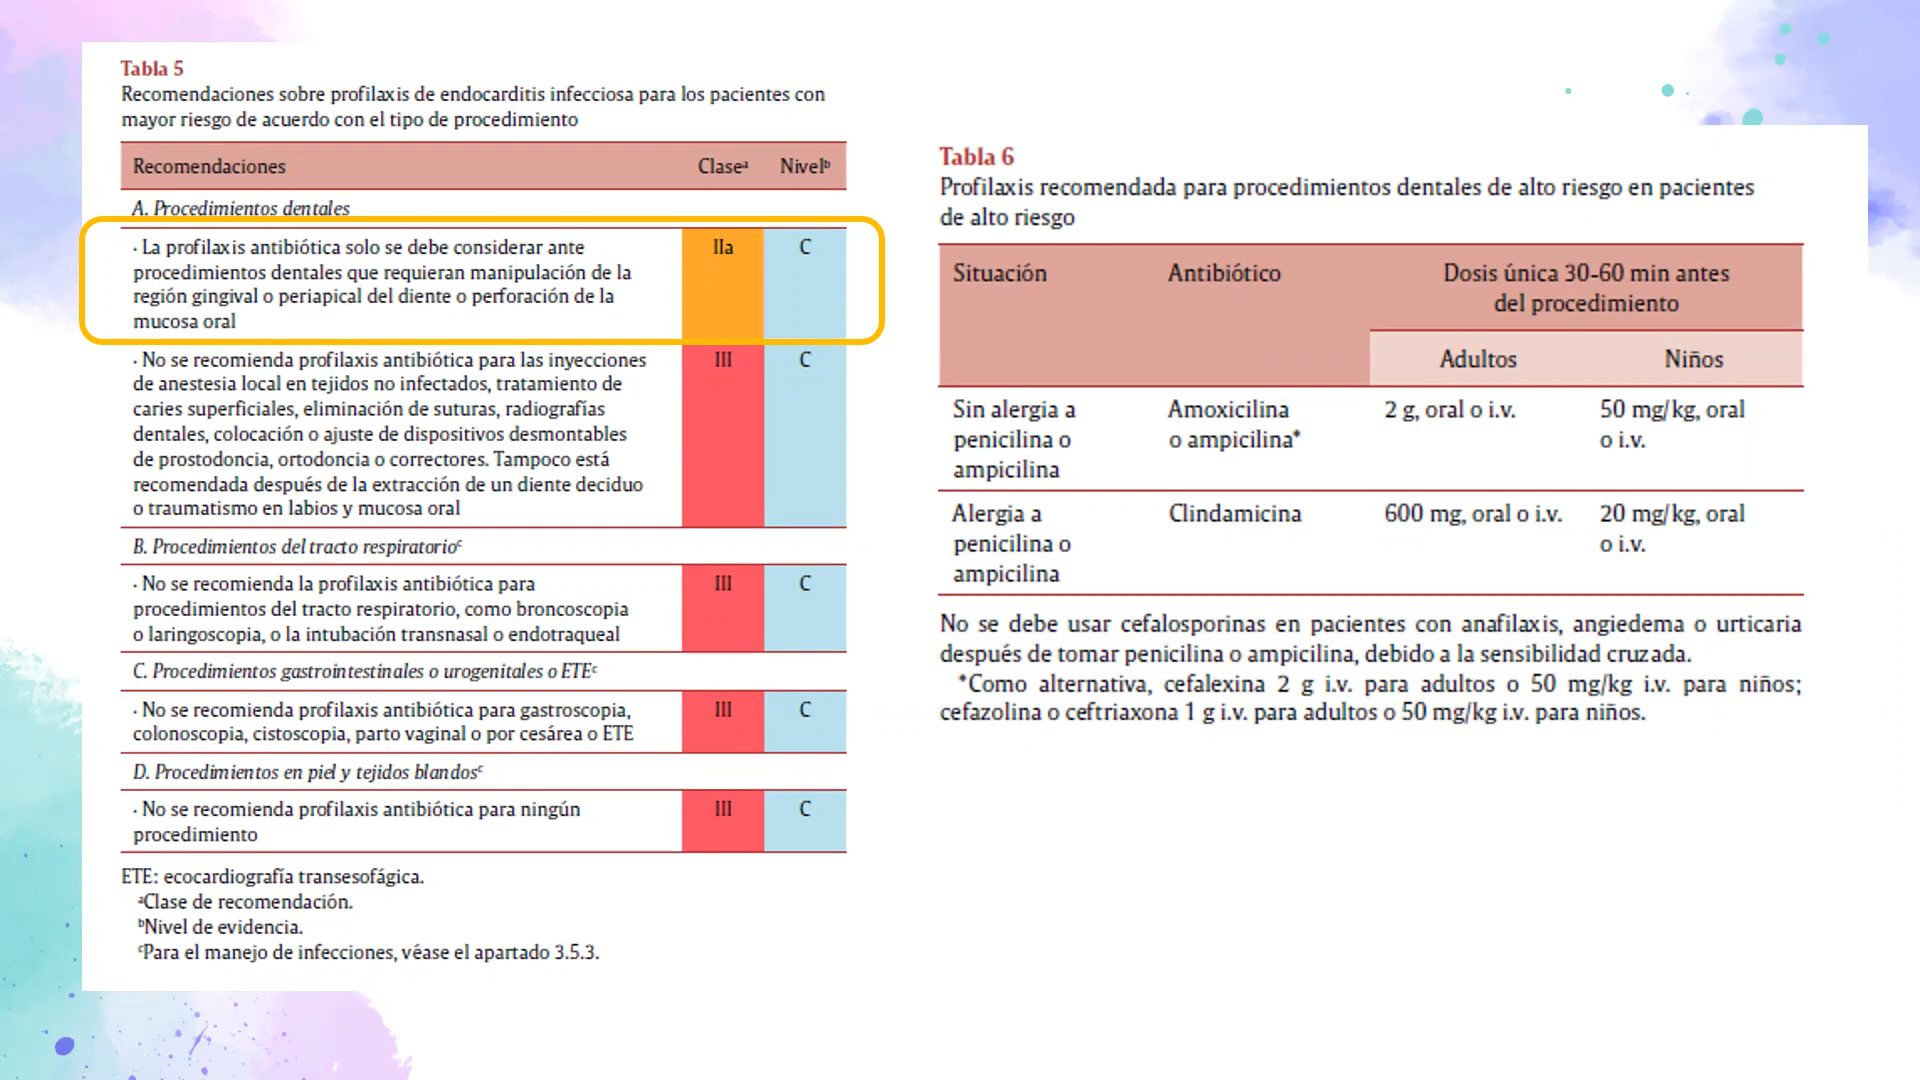 Tabla 5
Recomendaciones sobre profilaxis de endocarditis infecciosa para los pacientes con
mayor riesgo de acuerdo con el tipo de procedimiento
Recomendaciones Claseᵃ Nivelᵇ
A. Procedimientos dentales
· La profilaxis antibiótica solo se debe considerar ante IIa C
procedimientos dentales que requieran manipulación de la
región gingival o periapical del diente o perforación de la
mucosa oral
· No se recomienda profilaxis antibiótica para las inyecciones III C
de anestesia local en tejidos no infectados, tratamiento de
caries superficiales, eliminación de suturas, radiografías
dentales, colocación o ajuste de dispositivos desmontables
de prostodoncia, ortodoncia o correctores. Tampoco está
recomendada después de la extracción de un diente deciduo
o traumatismo en labios y mucosa oral
B. Procedimientos del tracto respiratorioᶜ
· No se recomienda la profilaxis antibiótica para III C
procedimientos del tracto respiratorio, como broncoscopia
o laringoscopia, o la intubación transnasal o endotraqueal
C. Procedimientos gastrointestinales o urogenitales o ETEᶜ
· No se recomienda profilaxis antibiótica para gastroscopia, III C
colonoscopia, cistoscopia, parto vaginal o por cesárea o ETE
D. Procedimientos en piel y tejidos blandosᶜ
· No se recomienda profilaxis antibiótica para ningún III C
procedimiento
ETE: ecocardiografía transesofágica.
ᵃClase de recomendación.
ᵇNivel de evidencia.
ᶜPara el manejo de infecciones, véase el apartado 3.5.3.
Tabla 6
Profilaxis recomendada para procedimientos dentales de alto riesgo en pacientes
de alto riesgo
Situación Antibiótico Dosis única 30-60 min antes
del procedimiento
Adultos Niños
Sin alergia a Amoxicilina 2 g, oral o i.v. 50 mg/kg, oral
penicilina o o ampicilina* o i.v.
ampicilina
Alergia a Clindamicina 600 mg, oral o i.v. 20 mg/kg, oral
penicilina o o i.v.
ampicilina
No se debe usar cefalosporinas en pacientes con anafilaxis, angiedema o urticaria
después de tomar penicilina o ampicilina, debido a la sensibilidad cruzada.
*Como alternativa, cefalexina 2 g i.v. para adultos o 50 mg/kg i.v. para niños;
cefazolina o ceftriaxona 1 g i.v. para adultos o 50 mg/kg i.v. para niños.